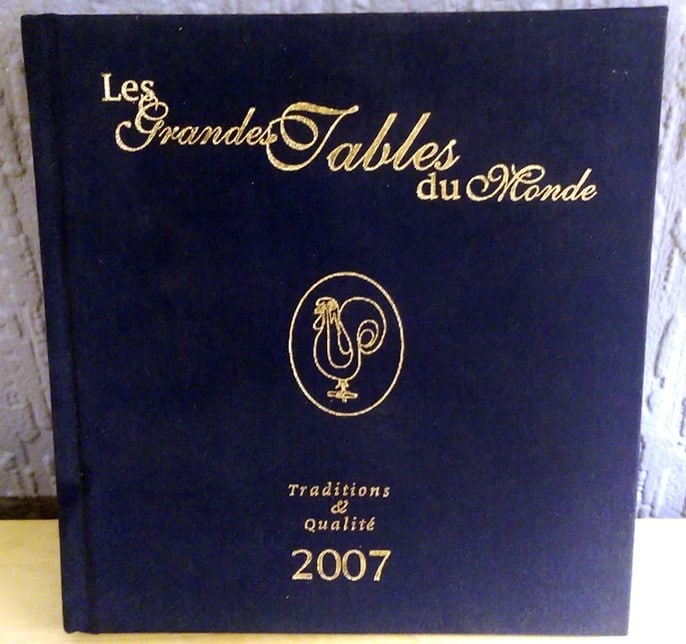 Les
Grandes Tables
du Monde
Traditions
&
Qualité
2007